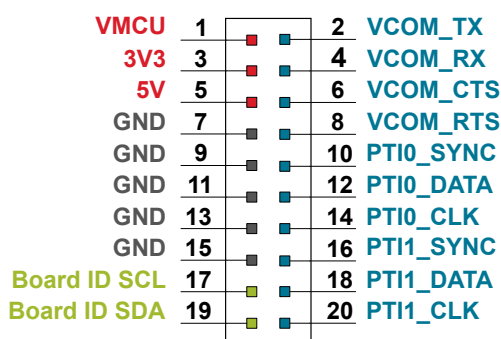 VMCU 1 2 VCOM_TX
3V3 3 4 VCOM_RX
5V 5 6 VCOM_CTS
GND 7 8 VCOM_RTS
GND 9 10 PTI0_SYNC
GND 11 12 PTI0_DATA
GND 13 14 PTI0_CLK
GND 15 16 PTI1_SYNC
Board ID SCL 17 18 PTI1_DATA
Board ID SDA 19 20 PTI1_CLK